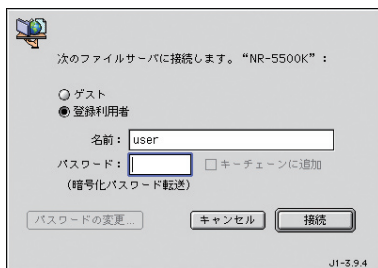 次のファイルサーバに接続します。“NR-5500K”：
ゲスト
登録利用者
名前： user
パスワード： キーチェーンに追加
(暗号化パスワード転送)
パスワードの変更... キャンセル 接続
J1-3.9.4